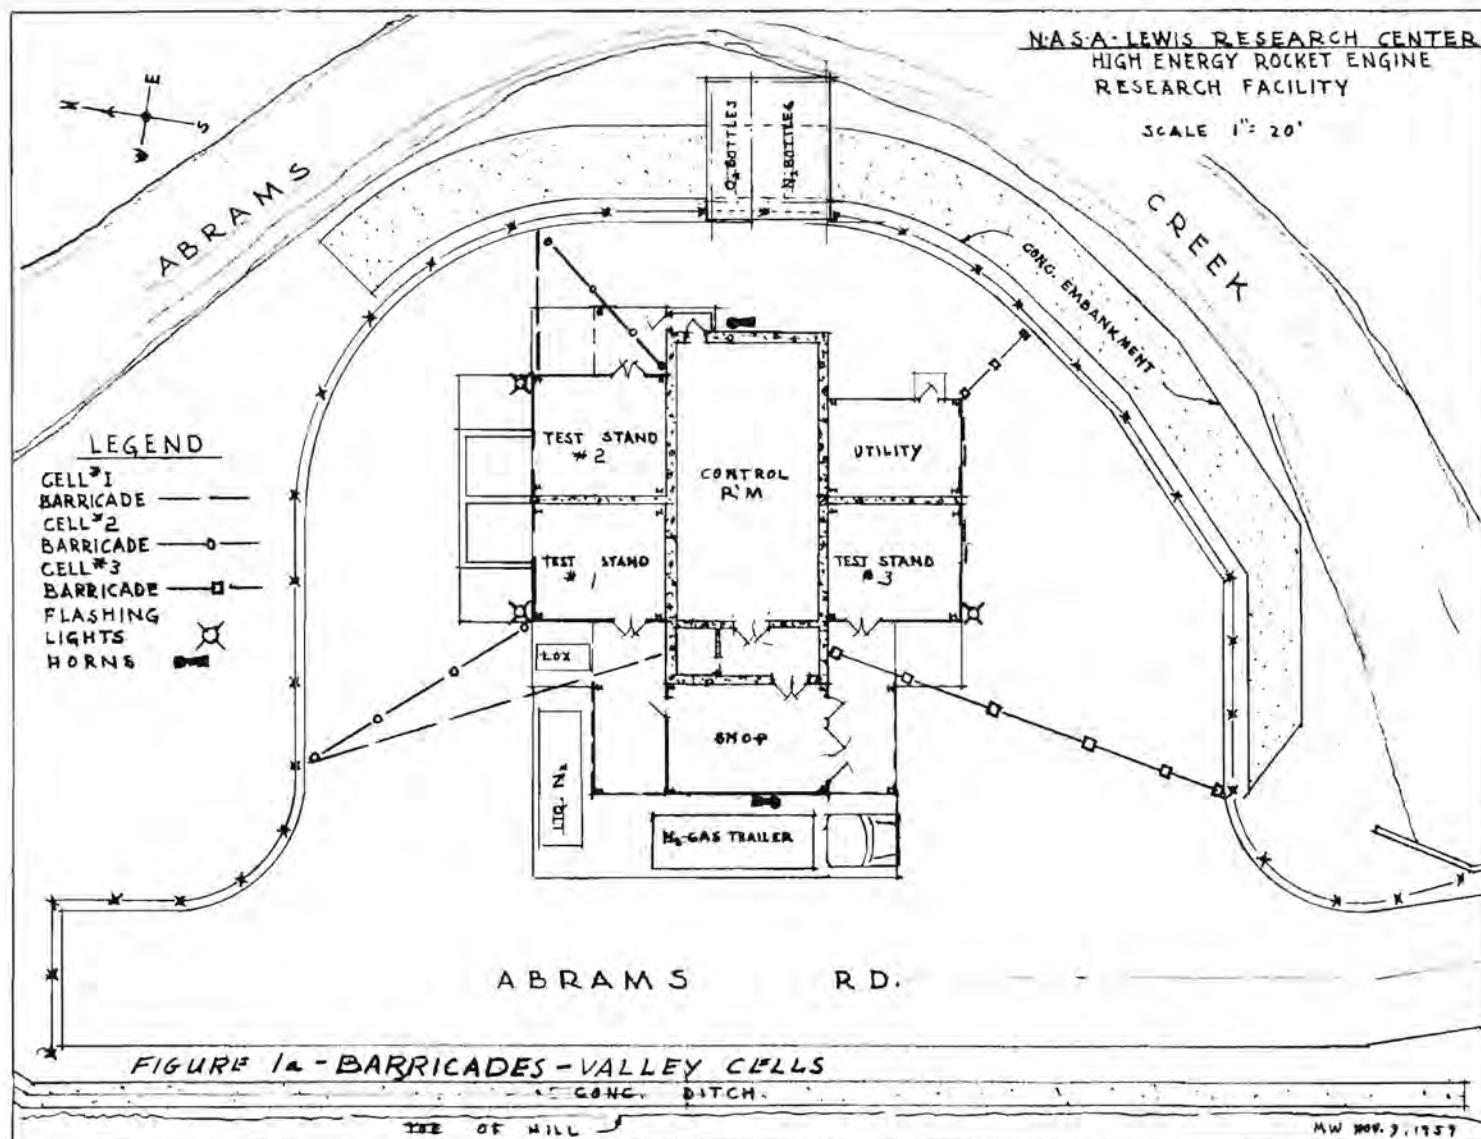 N.A.S.A - LEWIS RESEARCH CENTER
HIGH ENERGY ROCKET ENGINE
RESEARCH FACILITY
SCALE 1" = 20'
N
E
S
W
ABRAMS
CREEK
O2 BOTTLES
N2 BOTTLES
CONC. EMBANKMENT
LEGEND
CELL #1
BARRICADE
CELL #2
BARRICADE
CELL #3
BARRICADE
FLASHING
LIGHTS
HORNS
TEST STAND
#2
CONTROL
R'M
UTILITY
TEST STAND
#1
TEST STAND
#3
LOX
LIQ. N2
SHOP
H2-GAS TRAILER
ABRAMS RD.
FIGURE 1a - BARRICADES - VALLEY CELLS
CONC. DITCH.
TOE OF HILL
MW NOV. 9, 1959